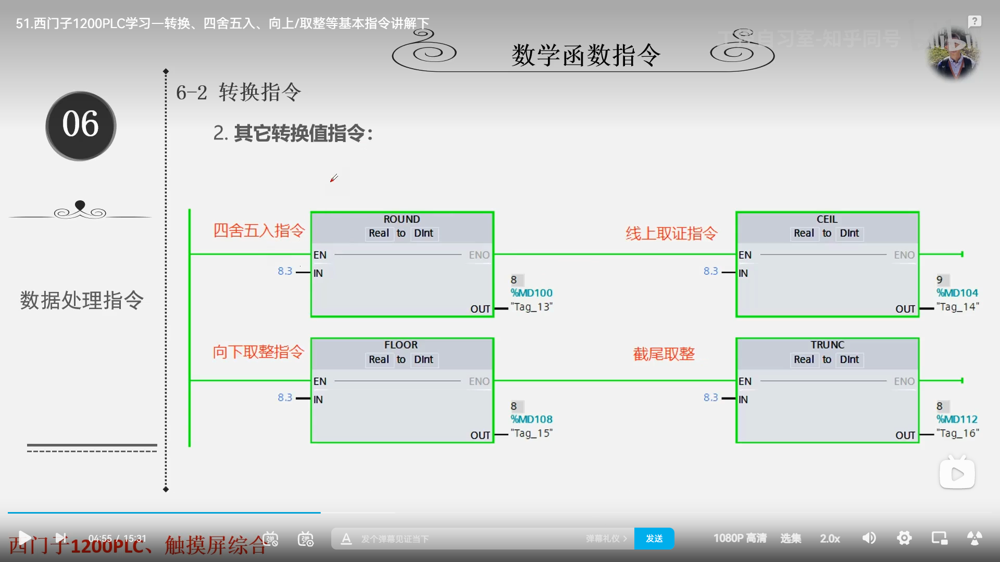 51.西门子1200PLC学习—转换、四舍五入、向上/取整等基本指令讲解下
自习室-知乎同号
数学函数指令
6-2 转换指令
06
2. 其它转换值指令：
数据处理指令
四舍五入指令
ROUND
Real to DInt
EN
ENO
8.3
IN
8
%MD100
OUT
"Tag_13"
线上取证指令
CEIL
Real to DInt
EN
ENO
8.3
IN
9
%MD104
OUT
"Tag_14"
向下取整指令
FLOOR
Real to DInt
EN
ENO
8.3
IN
8
%MD108
OUT
"Tag_15"
截尾取整
TRUNC
Real to DInt
EN
ENO
8.3
IN
8
%MD112
OUT
"Tag_16"
西门子1200PLC、触摸屏综合
04:55 / 15:31
弹
弹
A
发个弹幕见证当下
弹幕礼仪
发送
1080P 高清
选集
2.0x